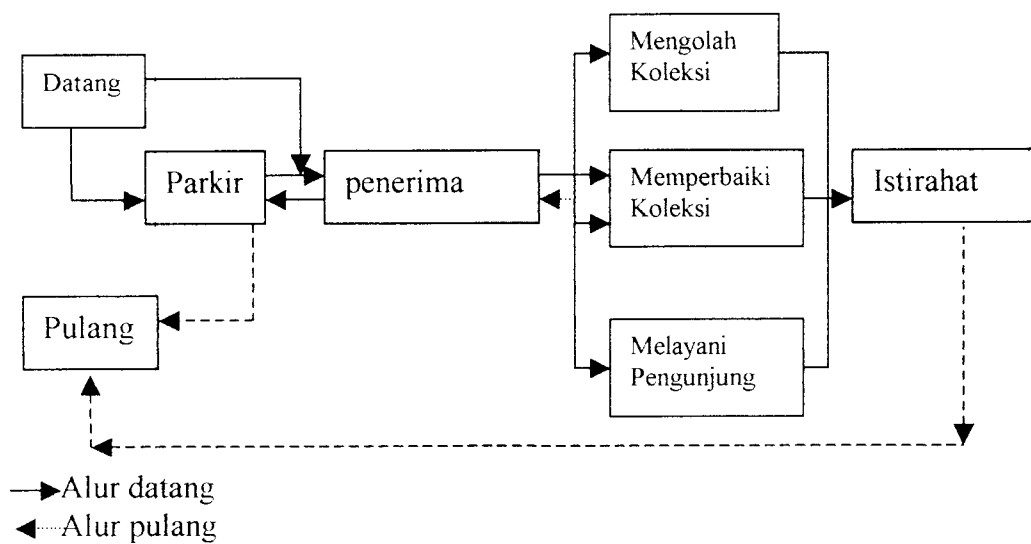 Datang
Parkir
penerima
Mengolah
Koleksi
Memperbaiki
Koleksi
Melayani
Pengunjung
Istirahat
Pulang
Alur datang
Alur pulang